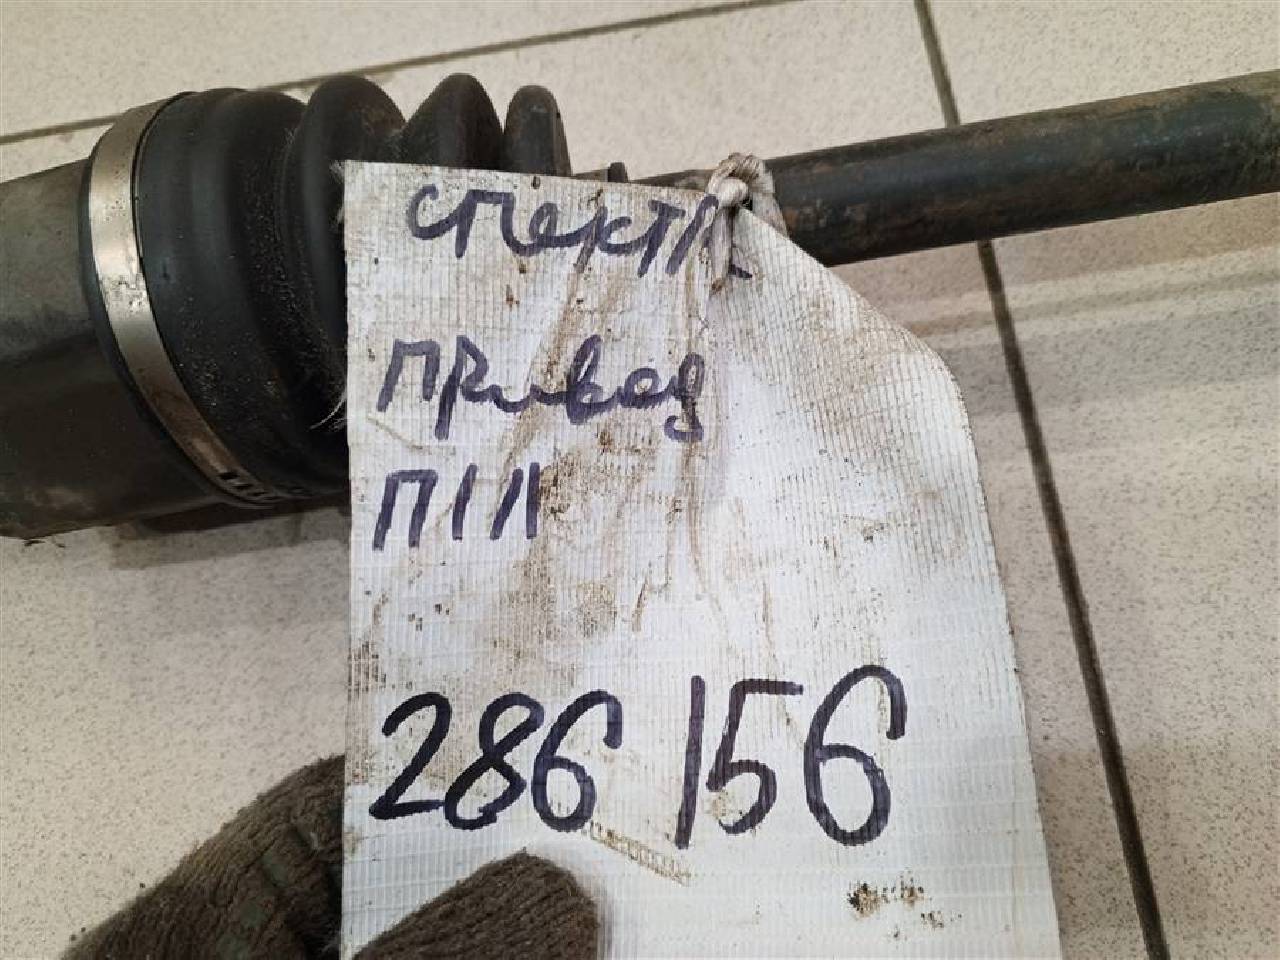 спектра
привод
П/Л
286156